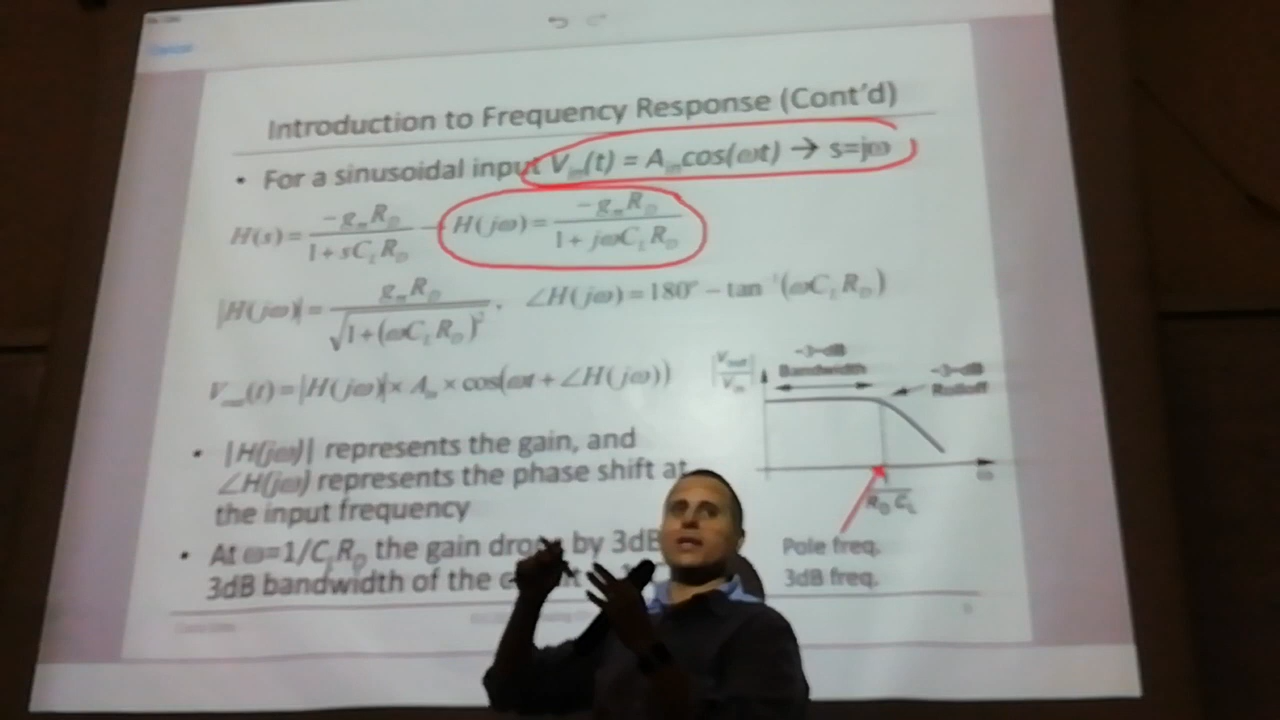 Introduction to Frequency Response (Cont'd)
• For a sinusoidal input V_in(t) = A_in cos(ωt) → s=jω
H(s) = -g_m R_D / (1 + sC_L R_D) → H(jω) = -g_m R_D / (1 + jωC_L R_D)
|H(jω)| = g_m R_D / √(1+(ωC_L R_D)²), ∠H(jω) = 180° - tan⁻¹(ωC_L R_D)
V_out(t) = |H(jω)| × A_in × cos(ωt + ∠H(jω))
|V_out / V_in|
-3-dB
Bandwidth
-3-dB
Rolloff
• |H(jω)| represents the gain, and
∠H(jω) represents the phase shift at
the input frequency
ω
R_D C_L
• At ω=1/C_L R_D the gain drops by 3dB
3dB bandwidth of the
Pole freq.
3dB freq.